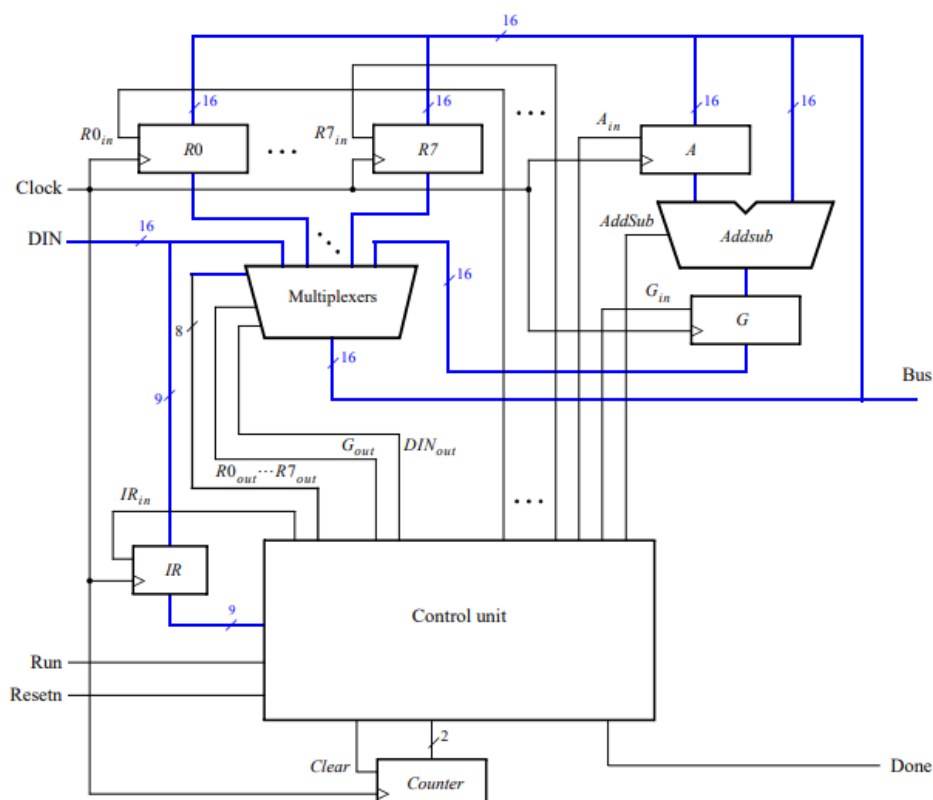 16
16 16 16 16
R0in R0 ... R7in R7 ... Ain A
Clock
DIN 16
AddSub Addsub
Multiplexers 16
Gin G
8
16
Bus
9
Gout DINout
R0out...R7out
IRin ...
IR
9 Control unit
Run
Resetn
2
Clear Done
Counter